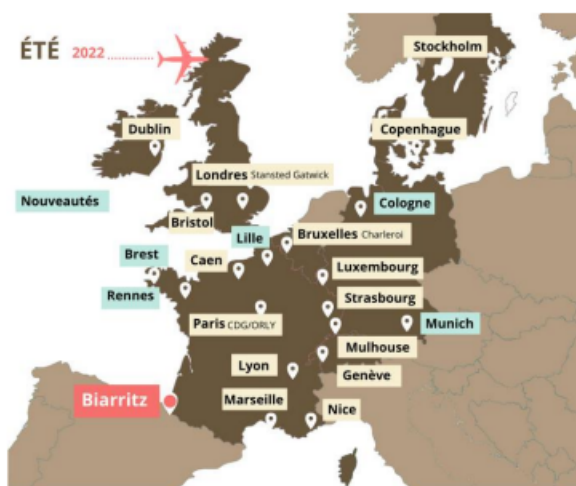 ÉTÉ 2022
Stockholm
Dublin
Copenhague
Londres Stansted Gatwick
Nouveautés
Cologne
Bristol
Lille
Bruxelles Charleroi
Brest
Caen
Luxembourg
Rennes
Strasbourg
Paris CDG/ORLY
Munich
Mulhouse
Lyon
Genève
Biarritz
Marseille
Nice